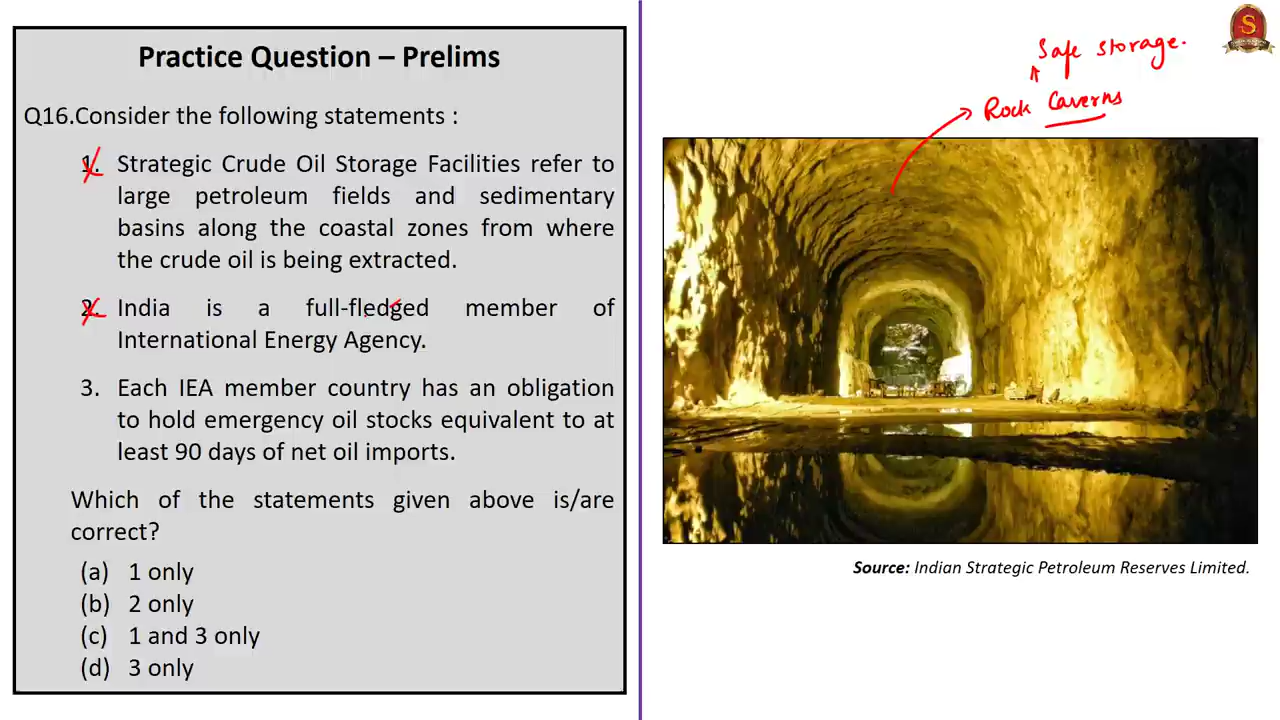 Practice Question – Prelims
Q16.Consider the following statements :
1. Strategic Crude Oil Storage Facilities refer to
large petroleum fields and sedimentary
basins along the coastal zones from where
the crude oil is being extracted.
2. India is a full-fledged member of
International Energy Agency.
3. Each IEA member country has an obligation
to hold emergency oil stocks equivalent to at
least 90 days of net oil imports.
Which of the statements given above is/are
correct?
(a) 1 only
(b) 2 only
(c) 1 and 3 only
(d) 3 only
Safe storage.
Rock Caverns
S
Source: Indian Strategic Petroleum Reserves Limited.